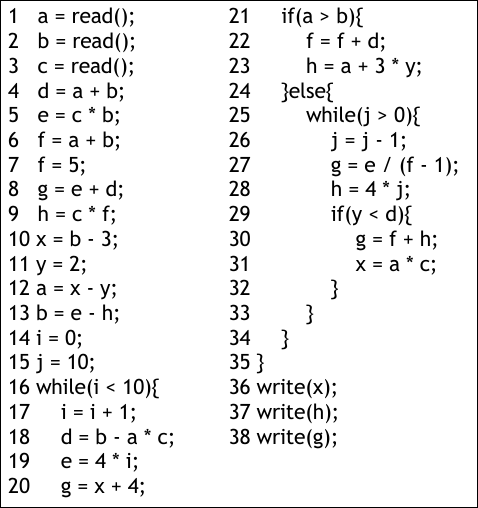 1 a = read();
2 b = read();
3 c = read();
4 d = a + b;
5 e = c * b;
6 f = a + b;
7 f = 5;
8 g = e + d;
9 h = c * f;
10 x = b - 3;
11 y = 2;
12 a = x - y;
13 b = e - h;
14 i = 0;
15 j = 10;
16 while(i < 10){
17 i = i + 1;
18 d = b - a * c;
19 e = 4 * i;
20 g = x + 4;
21 if(a > b){
22 f = f + d;
23 h = a + 3 * y;
24 }else{
25 while(j > 0){
26 j = j - 1;
27 g = e / (f - 1);
28 h = 4 * j;
29 if(y < d){
30 g = f + h;
31 x = a * c;
32 }
33 }
34 }
35 }
36 write(x);
37 write(h);
38 write(g);